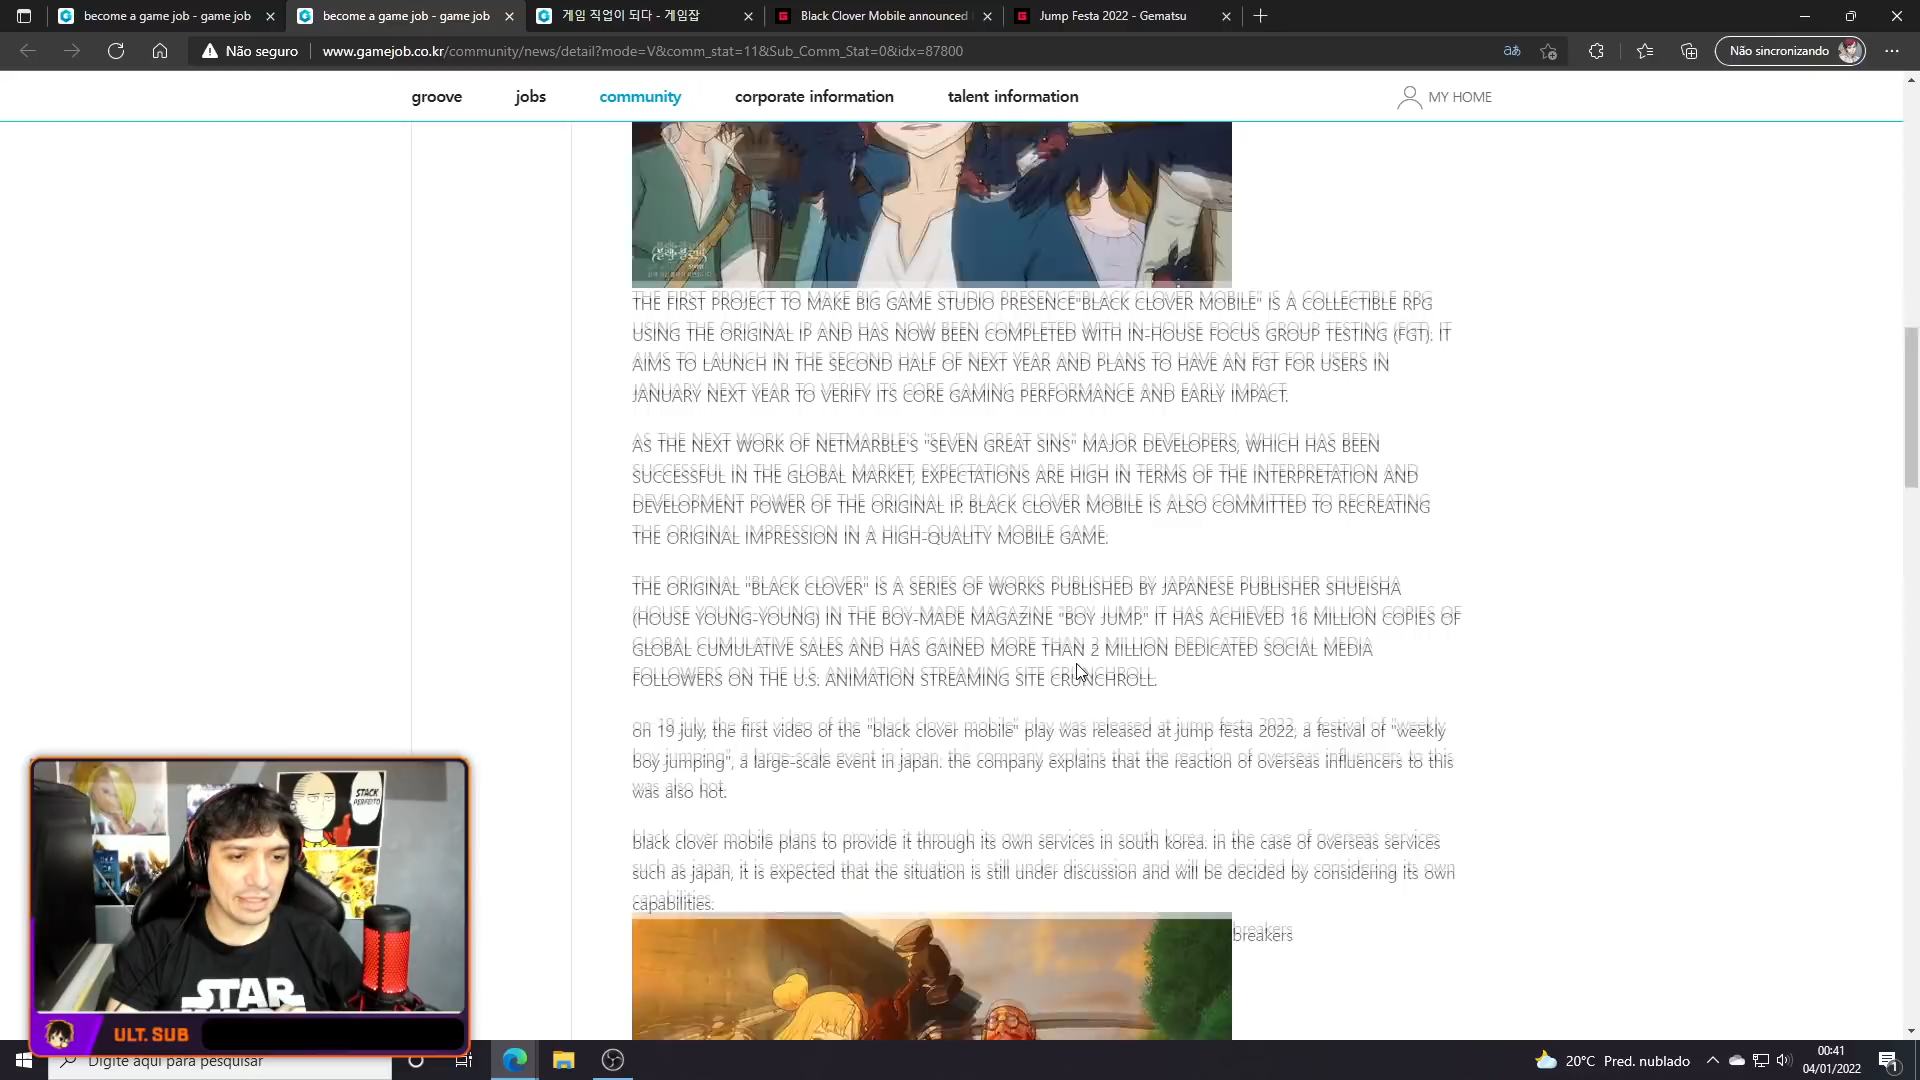 become a game job - game job
become a game job - game job
게임 직업이 되다 - 게임잡
Black Clover Mobile announced
Jump Festa 2022 - Gematsu
Não seguro
www.gamejob.co.kr/community/news/detail?mode=V&comm_stat=11&Sub_Comm_Stat=0&idx=87800
Não sincronizando
groove
jobs
community
corporate information
talent information
MY HOME
THE FIRST PROJECT TO MAKE BIG GAME STUDIO PRESENCE"BLACK CLOVER MOBILE" IS A COLLECTIBLE RPG
USING THE ORIGINAL IP AND HAS NOW BEEN COMPLETED WITH IN-HOUSE FOCUS GROUP TESTING (FGT). IT
AIMS TO LAUNCH IN THE SECOND HALF OF NEXT YEAR AND PLANS TO HAVE AN FGT FOR USERS IN
JANUARY NEXT YEAR TO VERIFY ITS CORE GAMING PERFORMANCE AND EARLY IMPACT.
AS THE NEXT WORK OF NETMARBLE'S "SEVEN GREAT SINS" MAJOR DEVELOPERS, WHICH HAS BEEN
SUCCESSFUL IN THE GLOBAL MARKET, EXPECTATIONS ARE HIGH IN TERMS OF THE INTERPRETATION AND
DEVELOPMENT POWER OF THE ORIGINAL IP. BLACK CLOVER MOBILE IS ALSO COMMITTED TO RECREATING
THE ORIGINAL IMPRESSION IN A HIGH-QUALITY MOBILE GAME.
THE ORIGINAL "BLACK CLOVER" IS A SERIES OF WORKS PUBLISHED BY JAPANESE PUBLISHER SHUEISHA
(HOUSE YOUNG-YOUNG) IN THE BOY-MADE MAGAZINE "BOY JUMP." IT HAS ACHIEVED 16 MILLION COPIES OF
GLOBAL CUMULATIVE SALES AND HAS GAINED MORE THAN 2 MILLION DEDICATED SOCIAL MEDIA
FOLLOWERS ON THE U.S. ANIMATION STREAMING SITE CRUNCHROLL.
on 19 july, the first video of the "black clover mobile" play was released at jump festa 2022, a festival of "weekly
boy jumping", a large-scale event in japan. the company explains that the reaction of overseas influencers to this
was also hot.
black clover mobile plans to provide it through its own services in south korea. in the case of overseas services
such as japan, it is expected that the situation is still under discussion and will be decided by considering its own
capabilities.
breakers
STACK
PERFEITO
STAR
ULT. SUB
Digite aqui para pesquisar
20°C Pred. nublado
00:41
04/01/2022
1